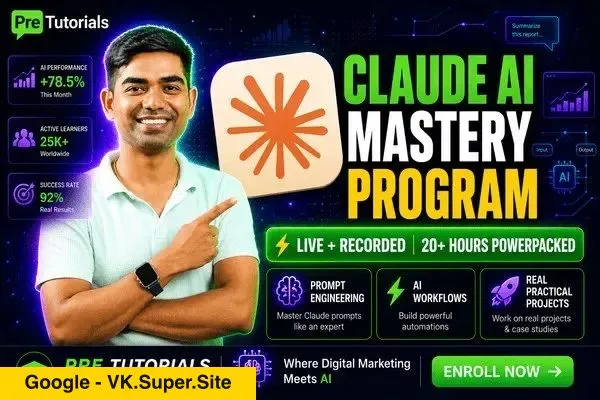 Pre Tutorials
AI PERFORMANCE
+78.5%
This Month
ACTIVE LEARNERS
25K+
Worldwide
SUCCESS RATE
92%
Real Results
Summarize
this report...
CLAUDE AI
MASTERY
PROGRAM
Input
Output
AI
LIVE + RECORDED | 20+ HOURS POWERPACKED
PROMPT
ENGINEERING
Master Claude prompts
like an expert
AI
WORKFLOWS
Build powerful
automations
REAL
PRACTICAL
PROJECTS
Work on real projects
& case studies
PRE TUTORIALS
Where Digital Marketing
Meets AI
ENROLL NOW →
Google - VK.Super.Site